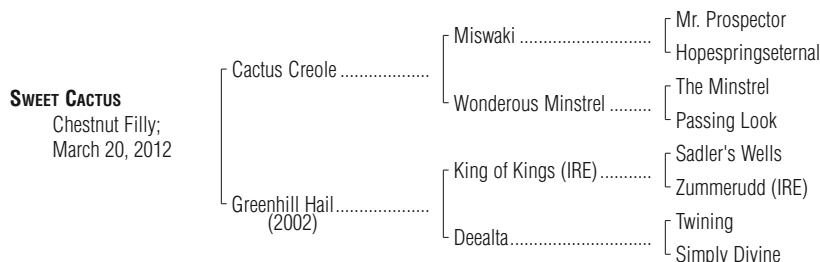 Mr. Prospector
Miswaki ....................
Hopespringseternal
Cactus Creole .................
The Minstrel
Wonderous Minstrel ........
Passing Look
SWEET CACTUS
Chestnut Filly;
March 20, 2012
Sadler's Wells
King of Kings (IRE) ...........
Zummerudd (IRE)
Greenhill Hail ..................
(2002)
Twining
Deealta .............................
Simply Divine